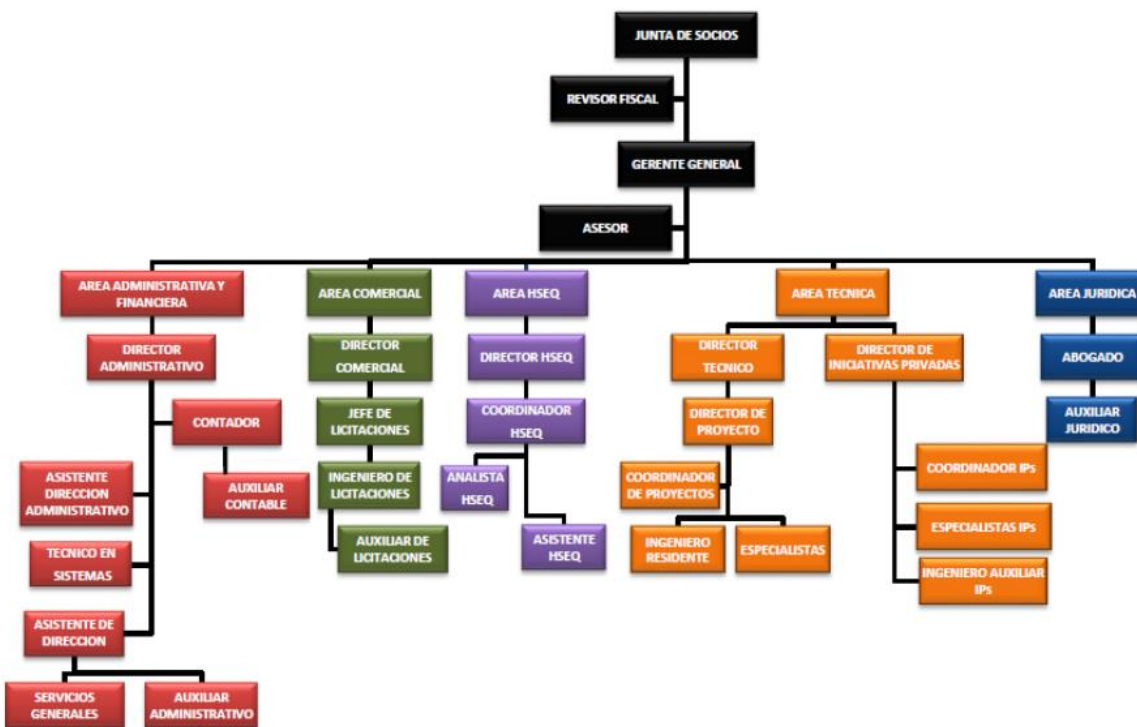 JUNTA DE SOCIOS
REVISOR FISCAL
GERENTE GENERAL
ASESOR
AREA ADMINISTRATIVA Y
FINANCIERA
DIRECTOR
ADMINISTRATIVO
CONTADOR
AUXILIAR
CONTABLE
ASISTENTE
DIRECCION
ADMINISTRATIVO
TECNICO EN
SISTEMAS
ASISTENTE DE
DIRECCION
SERVICIOS
GENERALES
AUXILIAR
ADMINISTRATIVO
AREA COMERCIAL
DIRECTOR
COMERCIAL
JEFE DE
LICITACIONES
INGENIERO DE
LICITACIONES
AUXILIAR DE
LICITACIONES
AREA HSEQ
DIRECTOR HSEQ
COORDINADOR
HSEQ
ANALISTA
HSEQ
ASISTENTE
HSEQ
AREA TECNICA
DIRECTOR
TECNICO
DIRECTOR DE
PROYECTO
COORDINADOR
DE PROYECTOS
INGENIERO
RESIDENTE
ESPECIALISTAS
DIRECTOR DE
INICIATIVAS PRIVADAS
COORDINADOR IPs
ESPECIALISTAS IPs
INGENIERO AUXILIAR
IPs
AREA JURIDICA
ABOGADO
AUXILIAR
JURIDICO